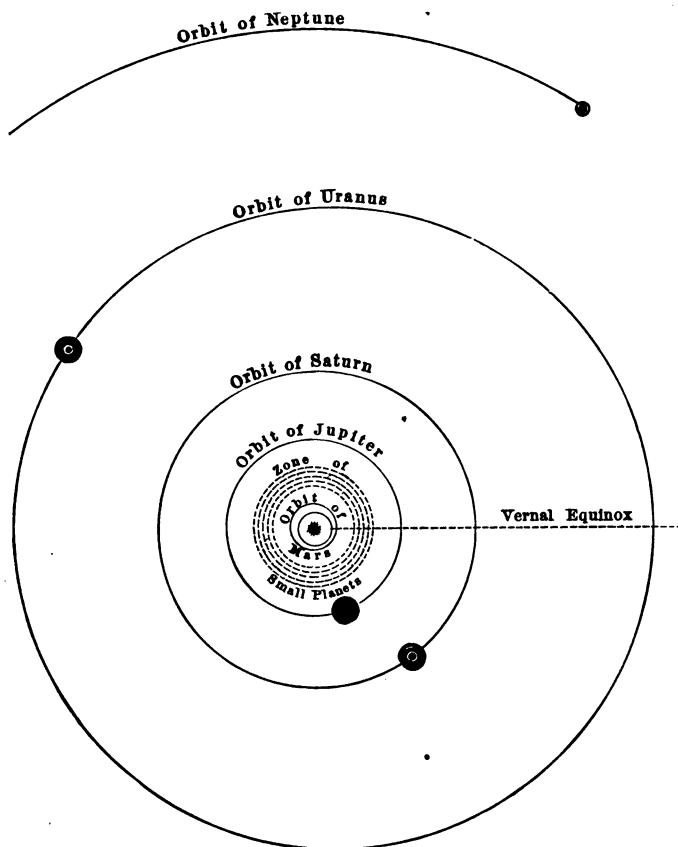 Orbit of Neptune
Orbit of Uranus
Orbit of Saturn
Orbit of Jupiter
Zone of
Orbit of
Mars
Small Planets
Vernal Equinox